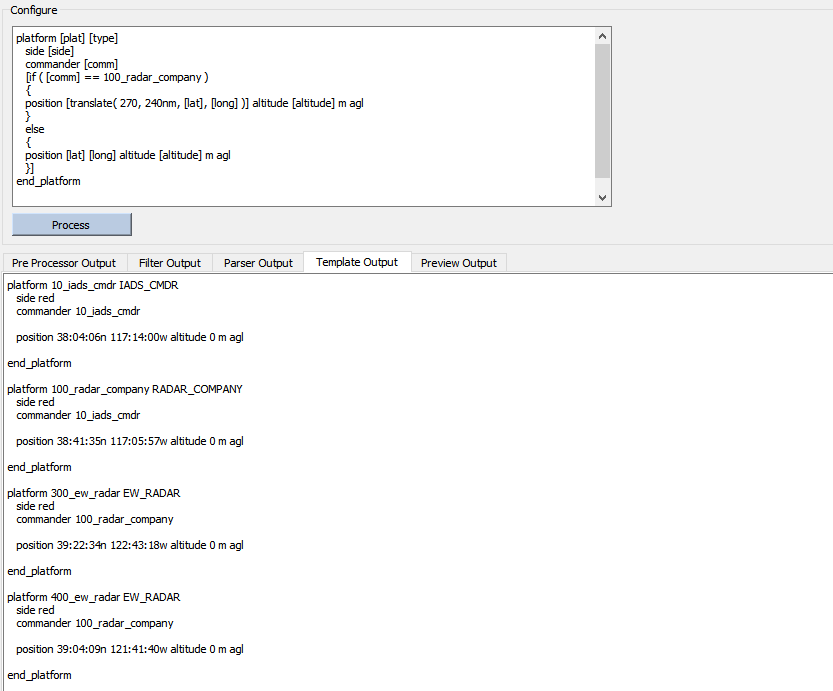 Configure
platform [plat] [type]
side [side]
commander [comm]
[if ( [comm] == 100_radar_company )
{
position [translate( 270, 240nm, [lat], [long] )] altitude [altitude] m agl
}
else
{
position [lat] [long] altitude [altitude] m agl
}]
end_platform
Process
Pre Processor Output Filter Output Parser Output Template Output Preview Output
platform 10_iads_cmdr IADS_CMDR
side red
commander 10_iads_cmdr
position 38:04:06n 117:14:00w altitude 0 m agl
end_platform
platform 100_radar_company RADAR_COMPANY
side red
commander 10_iads_cmdr
position 38:41:35n 117:05:57w altitude 0 m agl
end_platform
platform 300_ew_radar EW_RADAR
side red
commander 100_radar_company
position 39:22:34n 122:43:18w altitude 0 m agl
end_platform
platform 400_ew_radar EW_RADAR
side red
commander 100_radar_company
position 39:04:09n 121:41:40w altitude 0 m agl
end_platform